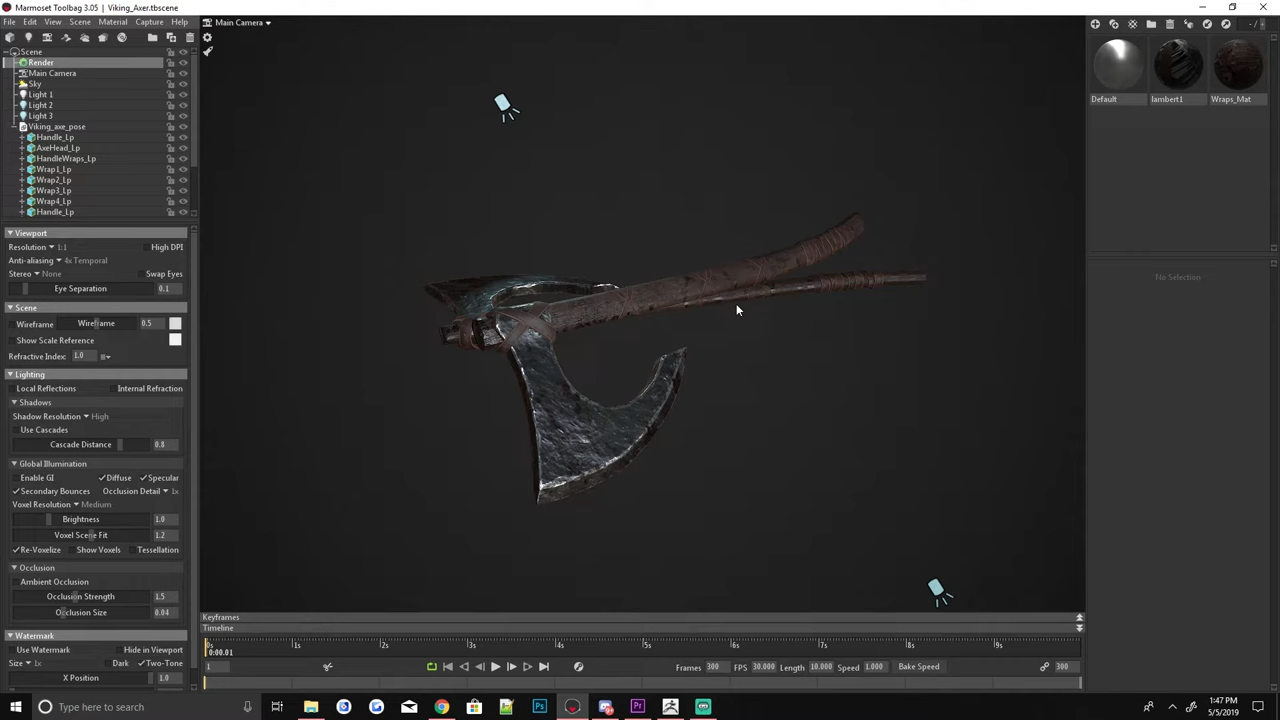 Marmoset Toolbag 3.05 | Viking_Axer.tbscene
File Edit View Scene Material Capture Help
Main Camera
Scene
Render
Main Camera
Sky
Light 1
Light 2
Light 3
Viking_axe_pose
Handle_Lp
AxeHead_Lp
HandleWraps_Lp
Wrap1_Lp
Wrap2_Lp
Wrap3_Lp
Wrap4_Lp
Handle_Lp
Viewport
Resolution 1:1 High DPI
Anti-aliasing 4x Temporal
Stereo None Swap Eyes
Eye Separation 0.1
Scene
Wireframe Wireframe 0.5
Show Scale Reference
Refractive Index: 1.0
Lighting
Local Reflections Internal Refraction
Shadows
Shadow Resolution High
Use Cascades
Cascade Distance 0.8
Global Illumination
Enable GI Diffuse Specular
Secondary Bounces Occlusion Detail 1x
Voxel Resolution Medium
Brightness 1.0
Voxel Scene Fit 1.2
Re-Voxelize Show Voxels Tessellation
Occlusion
Ambient Occlusion
Occlusion Strength 1.5
Occlusion Size 0.04
Watermark
Use Watermark Hide in Viewport
Size 1x Dark Two-Tone
X Position 1.0
Default lambert1 Wraps_Mat
No Selection
Keyframes
Timeline
0s 1s 2s 3s 4s 5s 6s 7s 8s 9s
0:00.01
1 Frames 300 FPS 30.000 Length 10.000 Speed 1.000 Bake Speed 300
Type here to search
Ps
Pr
1:47 PM
5/5/2019